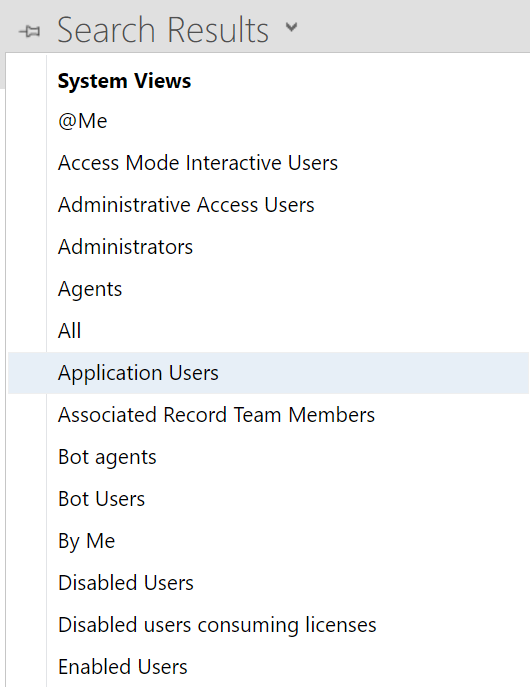 Search Results
System Views
@Me
Access Mode Interactive Users
Administrative Access Users
Administrators
Agents
All
Application Users
Associated Record Team Members
Bot agents
Bot Users
By Me
Disabled Users
Disabled users consuming licenses
Enabled Users